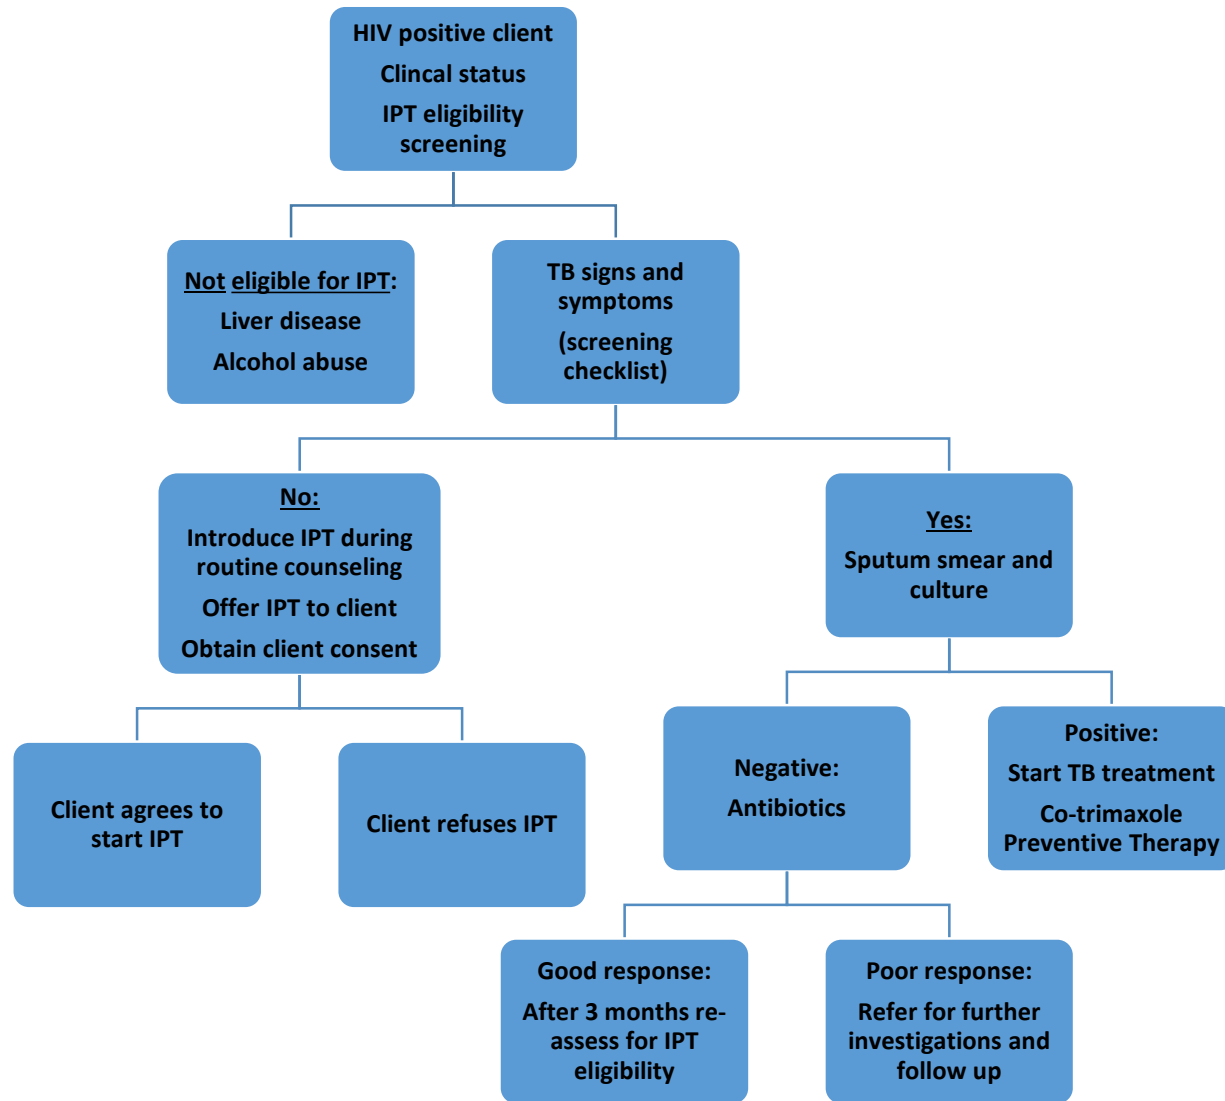 HIV positive client
Clincal status
IPT eligibility
screening
Not eligible for IPT:
Liver disease
Alcohol abuse
TB signs and
symptoms
(screening
checklist)
No:
Introduce IPT during
routine counseling
Offer IPT to client
Obtain client consent
Yes:
Sputum smear and
culture
Client agrees to
start IPT
Client refuses IPT
Negative:
Antibiotics
Positive:
Start TB treatment
Co-trimaxole
Preventive Therapy
Good response:
After 3 months re-
assess for IPT
eligibility
Poor response:
Refer for further
investigations and
follow up